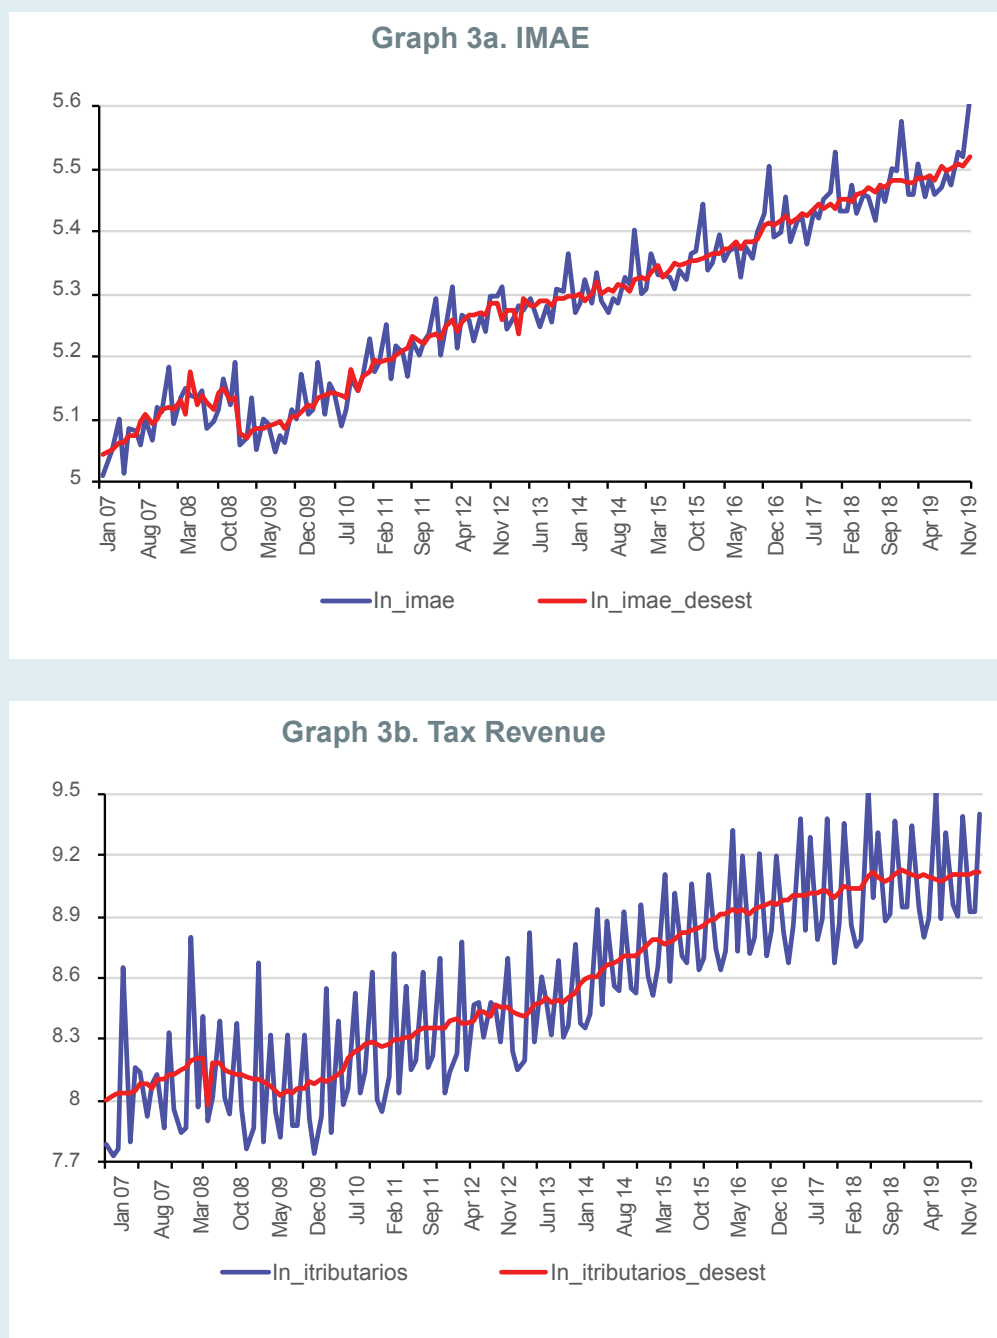 Graph 3a. IMAE
5.6
5.5
5.4
5.3
5.2
5.1
5
Jan 07
Aug 07
Mar 08
Oct 08
May 09
Dec 09
Jul 10
Feb 11
Sep 11
Apr 12
Nov 12
Jun 13
Jan 14
Aug 14
Mar 15
Oct 15
May 16
Dec 16
Jul 17
Feb 18
Sep 18
Apr 19
Nov 19
In_imae
In_imae_desest
Graph 3b. Tax Revenue
9.5
9.2
8.9
8.6
8.3
8
7.7
Jan 07
Aug 07
Mar 08
Oct 08
May 09
Dec 09
Jul 10
Feb 11
Sep 11
Apr 12
Nov 12
Jun 13
Jan 14
Aug 14
Mar 15
Oct 15
May 16
Dec 16
Jul 17
Feb 18
Sep 18
Apr 19
Nov 19
In_itributarios
In_itributarios_desest